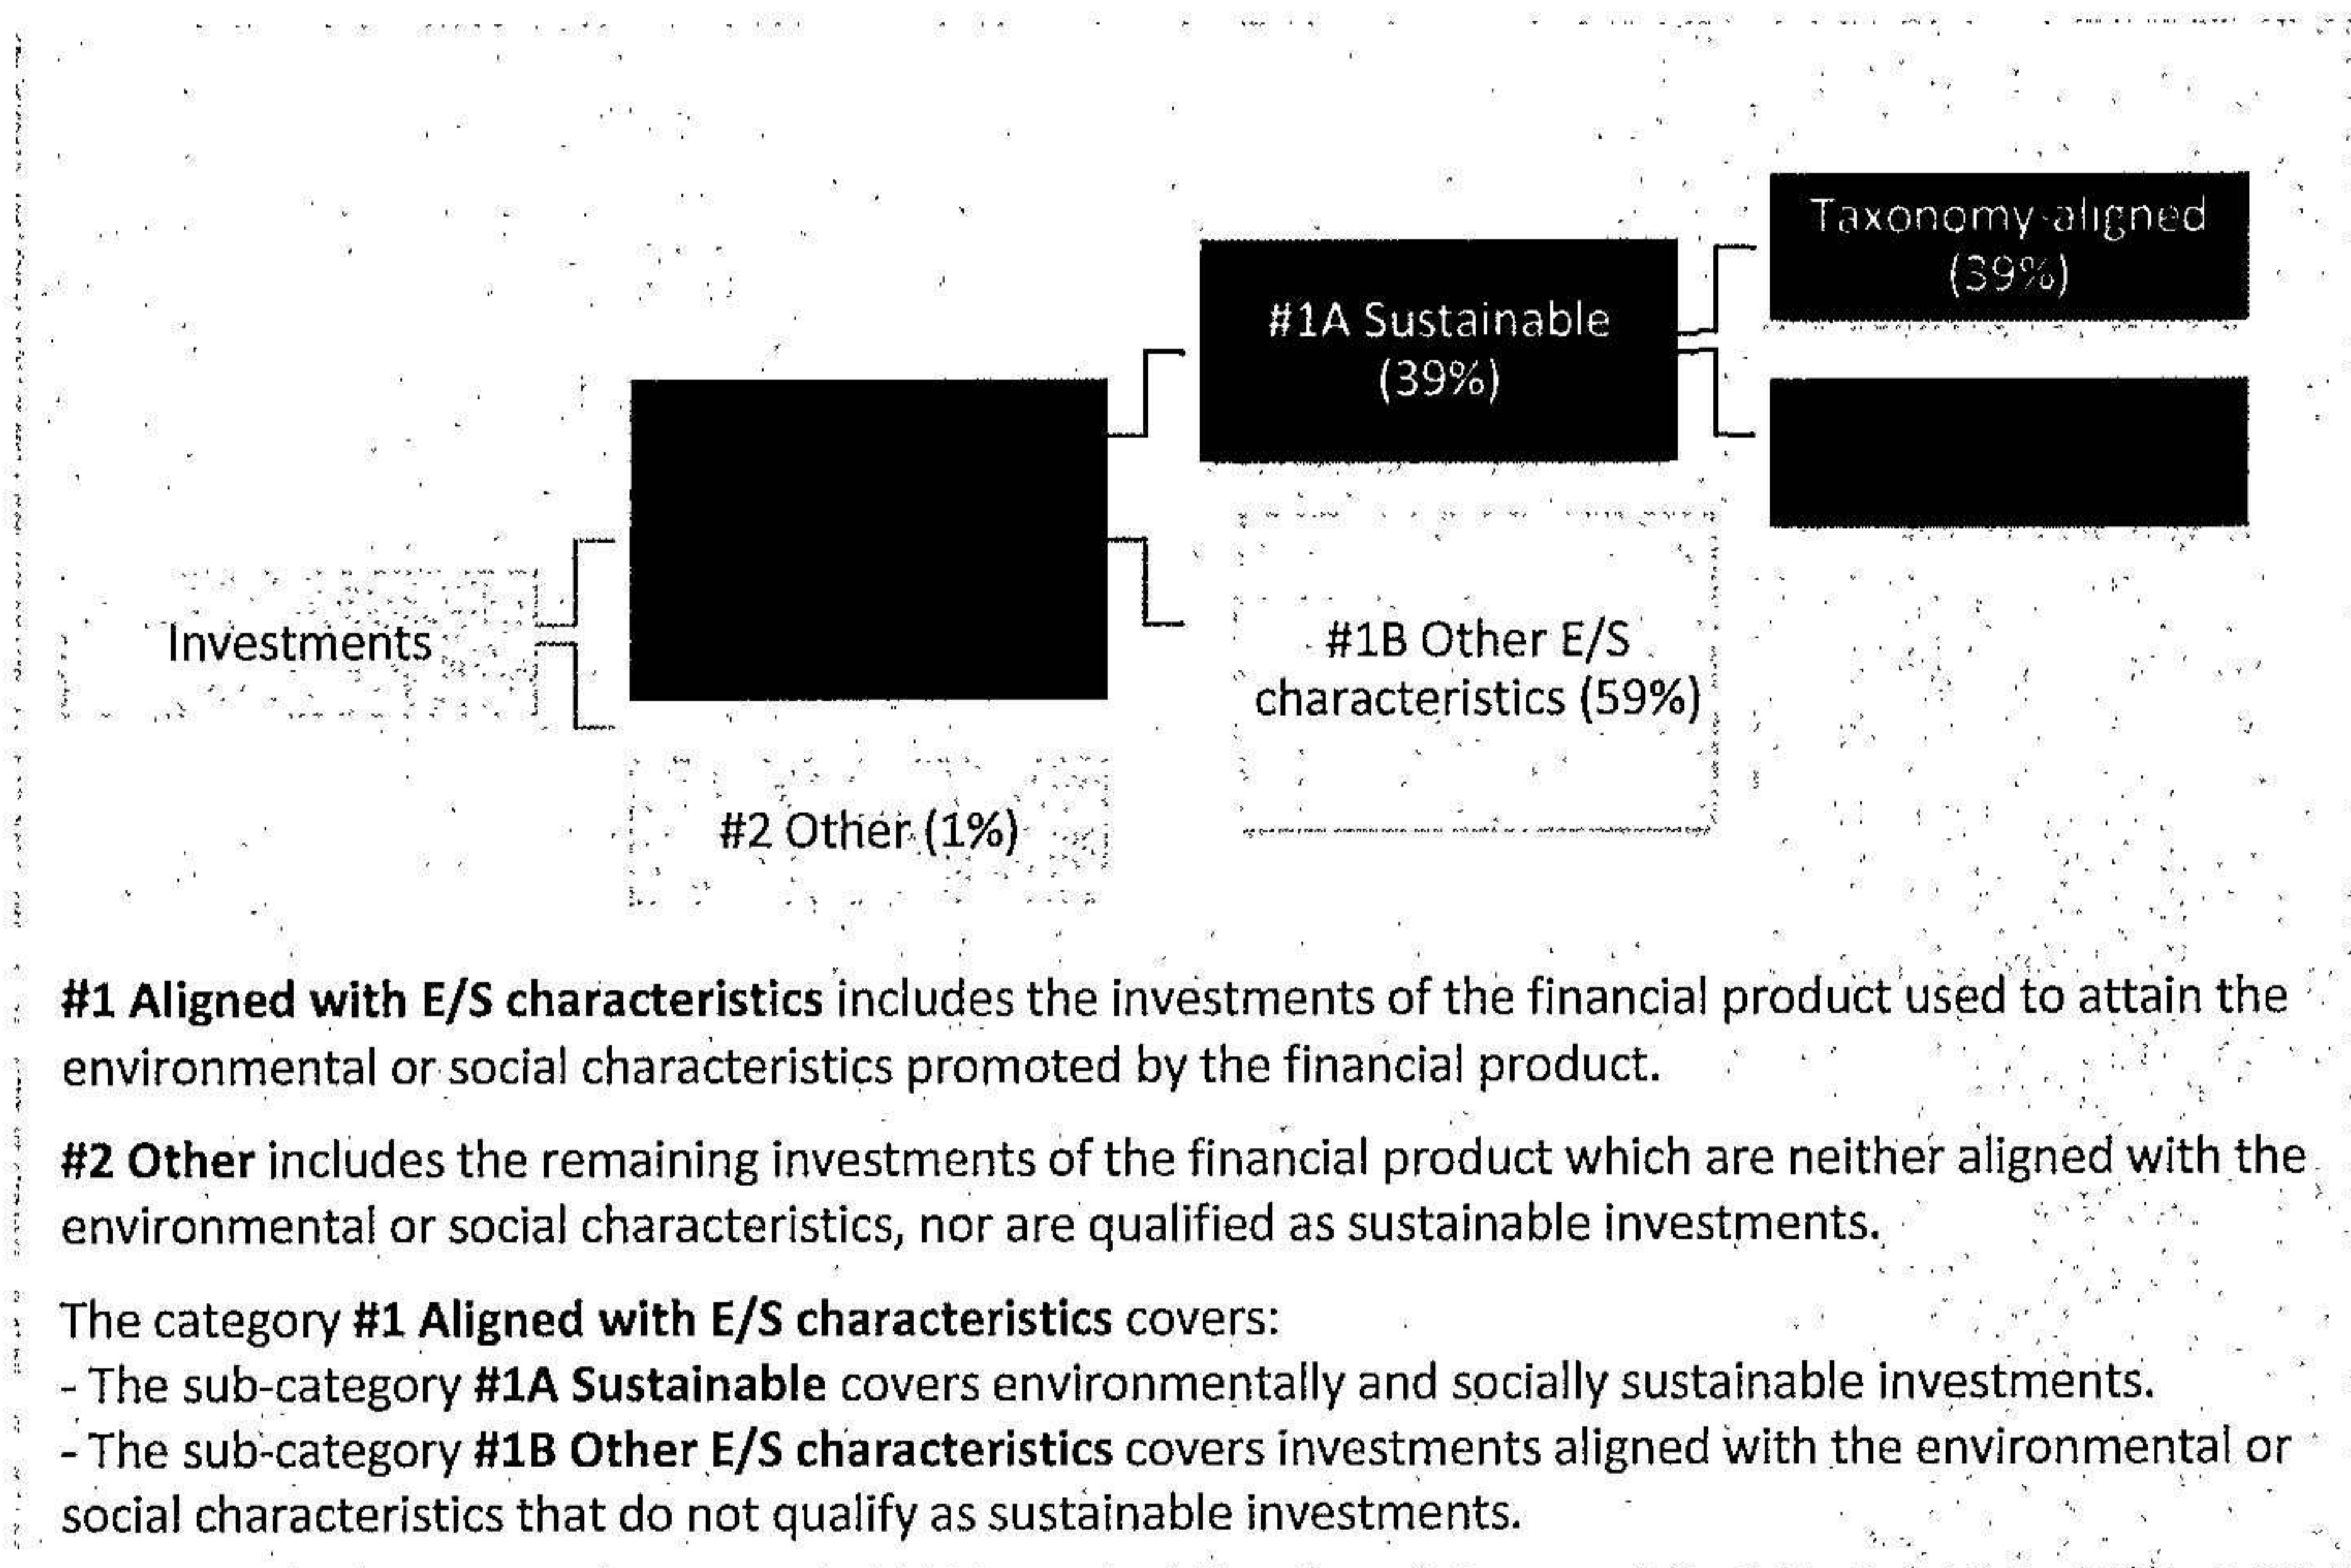 Taxonomy-aligned
(39%)
#1A Sustainable
(39%)
Investments
#1B Other E/S
characteristics (59%)
#2 Other (1%)
#1 Aligned with E/S characteristics includes the investments of the financial product used to attain the
environmental or social characteristics promoted by the financial product.
#2 Other includes the remaining investments of the financial product which are neither aligned with the
environmental or social characteristics, nor are qualified as sustainable investments.
The category #1 Aligned with E/S characteristics covers:
- The sub-category #1A Sustainable covers environmentally and socially sustainable investments.
- The sub-category #1B Other E/S characteristics covers investments aligned with the environmental or
social characteristics that do not qualify as sustainable investments.